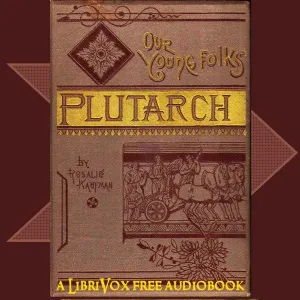 OUR
YOUNG FOLKS'
PLUTARCH
BY
ROSALIE
KAUFMAN
A LIBRIVOX FREE AUDIOBOOK